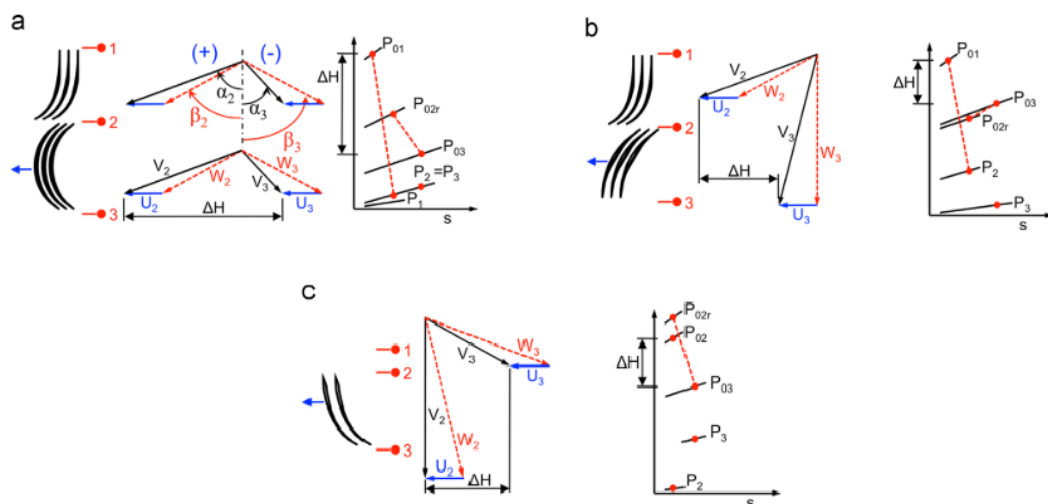 a
1
2
3
(+)
(-)
α2
α3
β2
β3
V2
W2
W3
V3
U2
U3
ΔH
ΔH
P01
P02r
P03
P2 =P3
P1
s
b
1
2
3
V2
W2
U2
V3
W3
ΔH
U3
ΔH
P01
P03
P02r
P2
P3
s
c
1
2
3
W3
V3
U3
V2
W2
U2
ΔH
ΔH
P02r
P02
P03
P3
P2
s